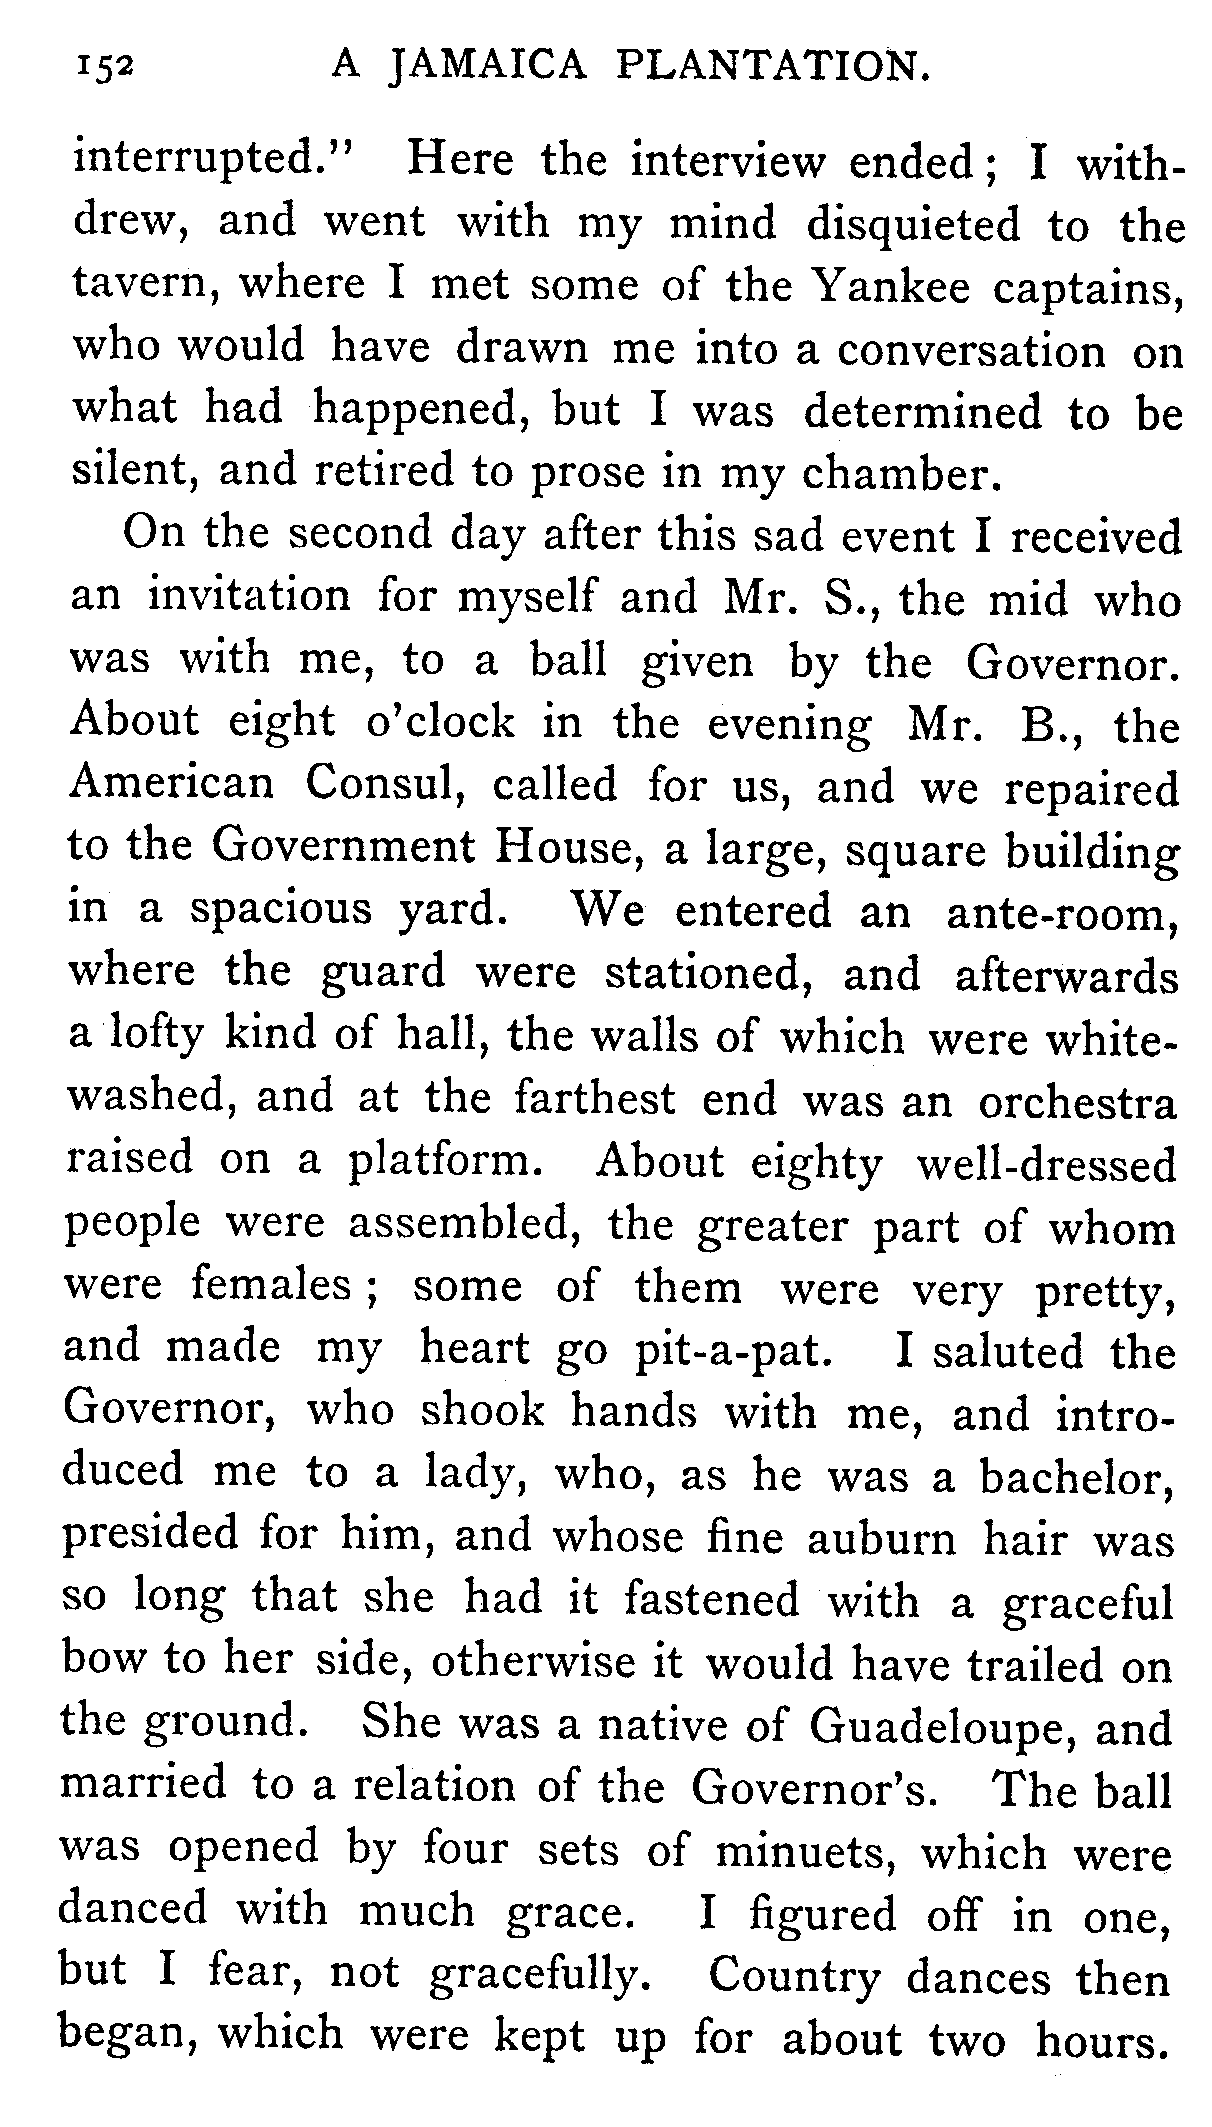 152 A JAMAICA PLANTATION.
interrupted." Here the interview ended; I with-
drew, and went with my mind disquieted to the
tavern, where I met some of the Yankee captains,
who would have drawn me into a conversation on
what had happened, but I was determined to be
silent, and retired to prose in my chamber.
On the second day after this sad event I received
an invitation for myself and Mr. S., the mid who
was with me, to a ball given by the Governor.
About eight o'clock in the evening Mr. B., the
American Consul, called for us, and we repaired
to the Government House, a large, square building
in a spacious yard. We entered an ante-room,
where the guard were stationed, and afterwards
a lofty kind of hall, the walls of which were white-
washed, and at the farthest end was an orchestra
raised on a platform. About eighty well-dressed
people were assembled, the greater part of whom
were females; some of them were very pretty,
and made my heart go pit-a-pat. I saluted the
Governor, who shook hands with me, and intro-
duced me to a lady, who, as he was a bachelor,
presided for him, and whose fine auburn hair was
so long that she had it fastened with a graceful
bow to her side, otherwise it would have trailed on
the ground. She was a native of Guadeloupe, and
married to a relation of the Governor's. The ball
was opened by four sets of minuets, which were
danced with much grace. I figured off in one,
but I fear, not gracefully. Country dances then
began, which were kept up for about two hours.